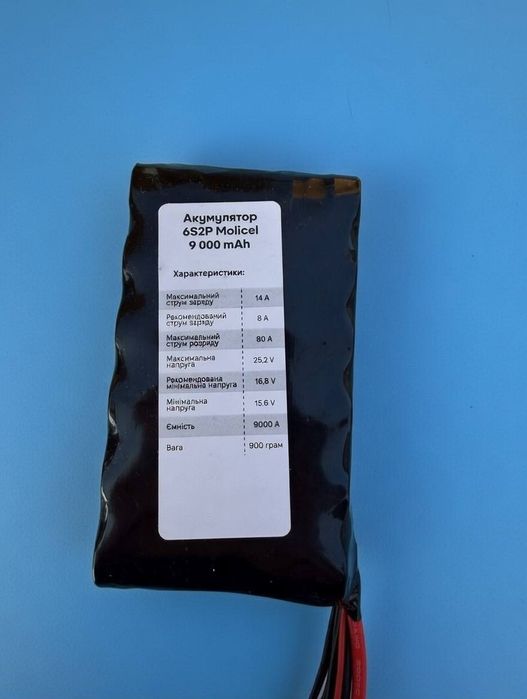 Акумулятор
6S2P Molicel
9 000 mAh
Характеристики:
Максимальний
струм заряду
14 А
Рекомендований
струм заряду
8 А
Максимальний
струм розряду
80 А
Максимальна
напруга
25,2 V
Рекомендована
мінімальна напруга
16,8 V
Мінімальна
напруга
15.6 V
Ємність
9000 А
Вага
900 грам